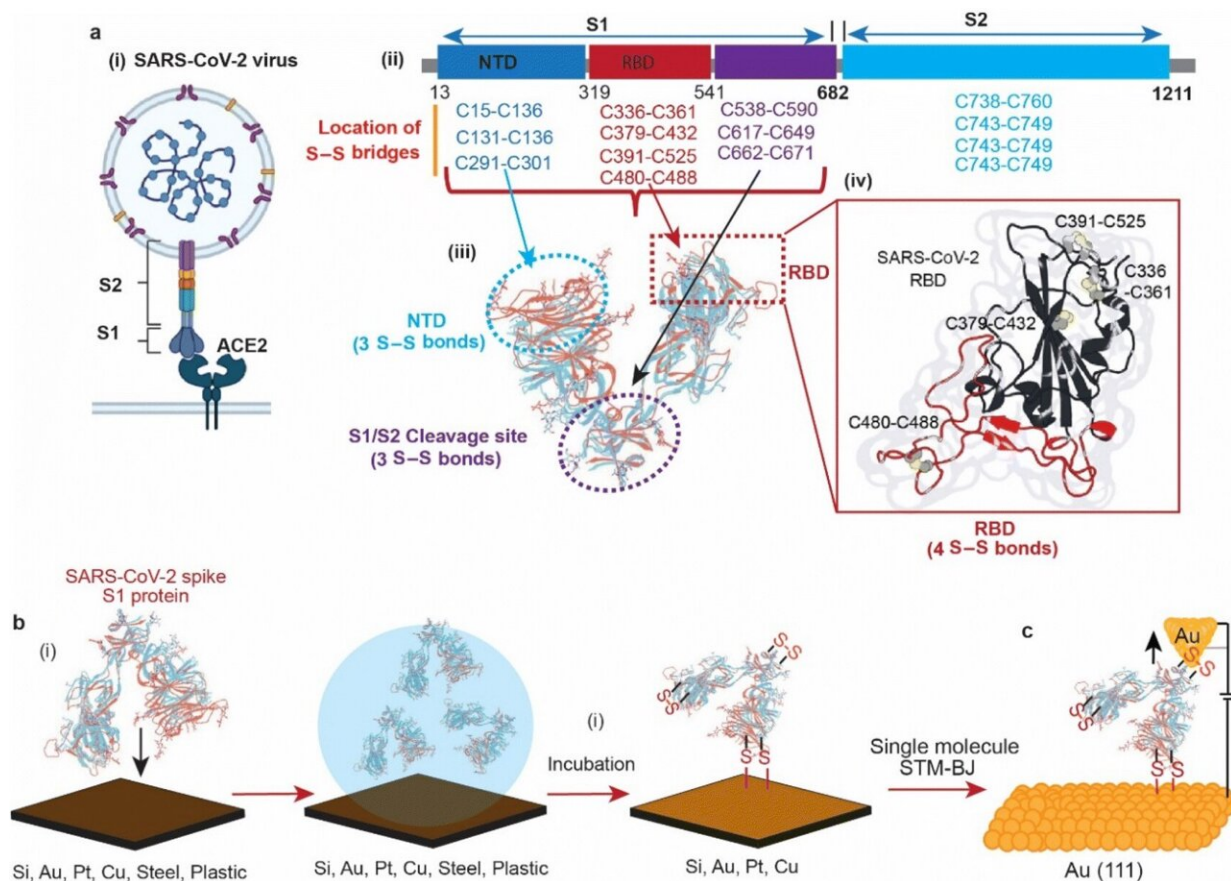 a
(i) SARS-CoV-2 virus
S2
S1
ACE2
S1
S2
(ii)
NTD
RBD
13
319
541
682
1211
Location of
S–S bridges
C15-C136
C131-C136
C291-C301
C336-C361
C379-C432
C391-C525
C480-C488
C538-C590
C617-C649
C662-C671
C738-C760
C743-C749
C743-C749
C743-C749
(iii)
RBD
NTD
(3 S–S bonds)
S1/S2 Cleavage site
(3 S–S bonds)
(iv)
C391-C525
SARS-CoV-2
RBD
C336
-C361
C379-C432
C480-C488
RBD
(4 S–S bonds)
SARS-CoV-2 spike
S1 protein
b
(i)
Si, Au, Pt, Cu, Steel, Plastic
Si, Au, Pt, Cu, Steel, Plastic
(i)
Incubation
S-S
S-S
S
S
Si, Au, Pt, Cu
Single molecule
STM-BJ
c
Au
S-S
S-S
S
S
Au (111)